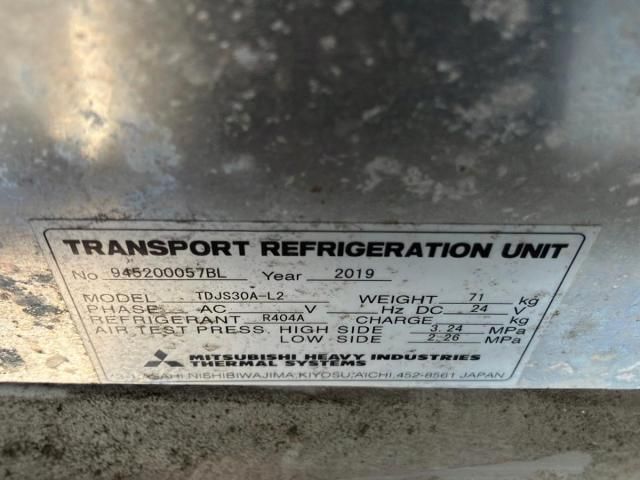 TRANSPORT REFRIGERATION UNIT
No. 945200057BL Year 2019
MODEL TDJS30A-L2 WEIGHT 71 kg
PHASE AC V Hz DC 24 V
REFRIGERANT R404A CHARGE kg
AIR TEST PRESS. HIGH SIDE 3.24 MPa
LOW SIDE 2.26 MPa
MITSUBISHI HEAVY INDUSTRIES
THERMAL SYSTEMS
ASAHI,NISHIBIWAJIMA,KIYOSU,AICHI,452-8561 JAPAN